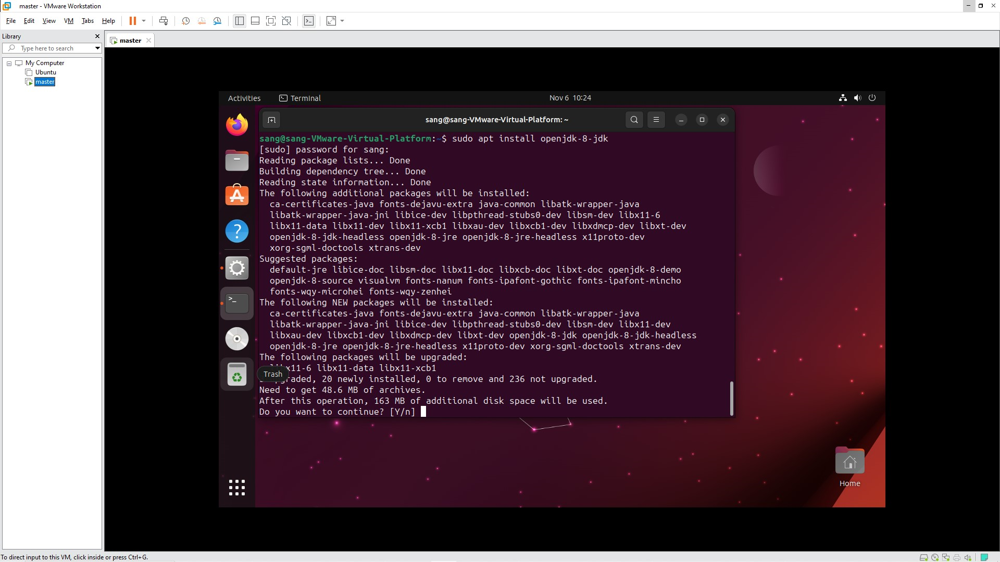 master - VMware Workstation
File Edit View VM Tabs Help
Library
Type here to search
My Computer
Ubuntu
master
master
Activities
Terminal
Nov 6 10:24
sang@sang-VMware-Virtual-Platform: ~
sang@sang-VMware-Virtual-Platform:~$ sudo apt install openjdk-8-jdk
[sudo] password for sang:
Reading package lists... Done
Building dependency tree... Done
Reading state information... Done
The following additional packages will be installed:
ca-certificates-java fonts-dejavu-extra java-common libatk-wrapper-java
libatk-wrapper-java-jni libice-dev libpthread-stubs0-dev libsm-dev libx11-6
libx11-data libx11-dev libx11-xcb1 libxau-dev libxcb1-dev libxdmcp-dev libxt-dev
openjdk-8-jdk-headless openjdk-8-jre openjdk-8-jre-headless x11proto-dev
xorg-sgml-doctools xtrans-dev
Suggested packages:
default-jre libice-doc libsm-doc libx11-doc libxcb-doc libxt-doc openjdk-8-demo
openjdk-8-source visualvm fonts-nanum fonts-ipafont-gothic fonts-ipafont-mincho
fonts-wqy-microhei fonts-wqy-zenhei
The following NEW packages will be installed:
ca-certificates-java fonts-dejavu-extra java-common libatk-wrapper-java
libatk-wrapper-java-jni libice-dev libpthread-stubs0-dev libsm-dev libx11-dev
libxau-dev libxcb1-dev libxdmcp-dev libxt-dev openjdk-8-jdk openjdk-8-jdk-headless
openjdk-8-jre openjdk-8-jre-headless x11proto-dev xorg-sgml-doctools xtrans-dev
The following packages will be upgraded:
libx11-data libx11-xcb1
Trash
20 newly installed, 0 to remove and 236 not upgraded.
Need to get 48.6 MB of archives.
After this operation, 163 MB of additional disk space will be used.
Do you want to continue? [Y/n]
Home
To direct input to this VM, click inside or press Ctrl+G.